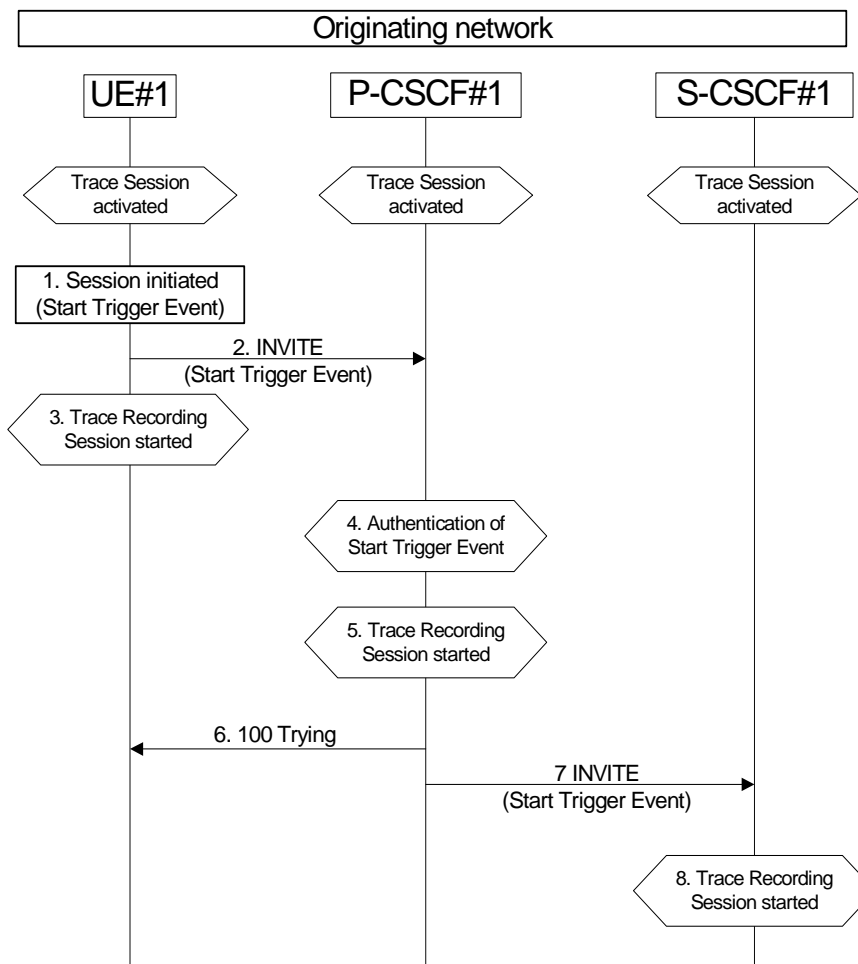 Originating network
UE#1
P-CSCF#1
S-CSCF#1
Trace Session
activated
Trace Session
activated
Trace Session
activated
1. Session initiated
(Start Trigger Event)
2. INVITE
(Start Trigger Event)
3. Trace Recording
Session started
4. Authentication of
Start Trigger Event
5. Trace Recording
Session started
6. 100 Trying
7 INVITE
(Start Trigger Event)
8. Trace Recording
Session started